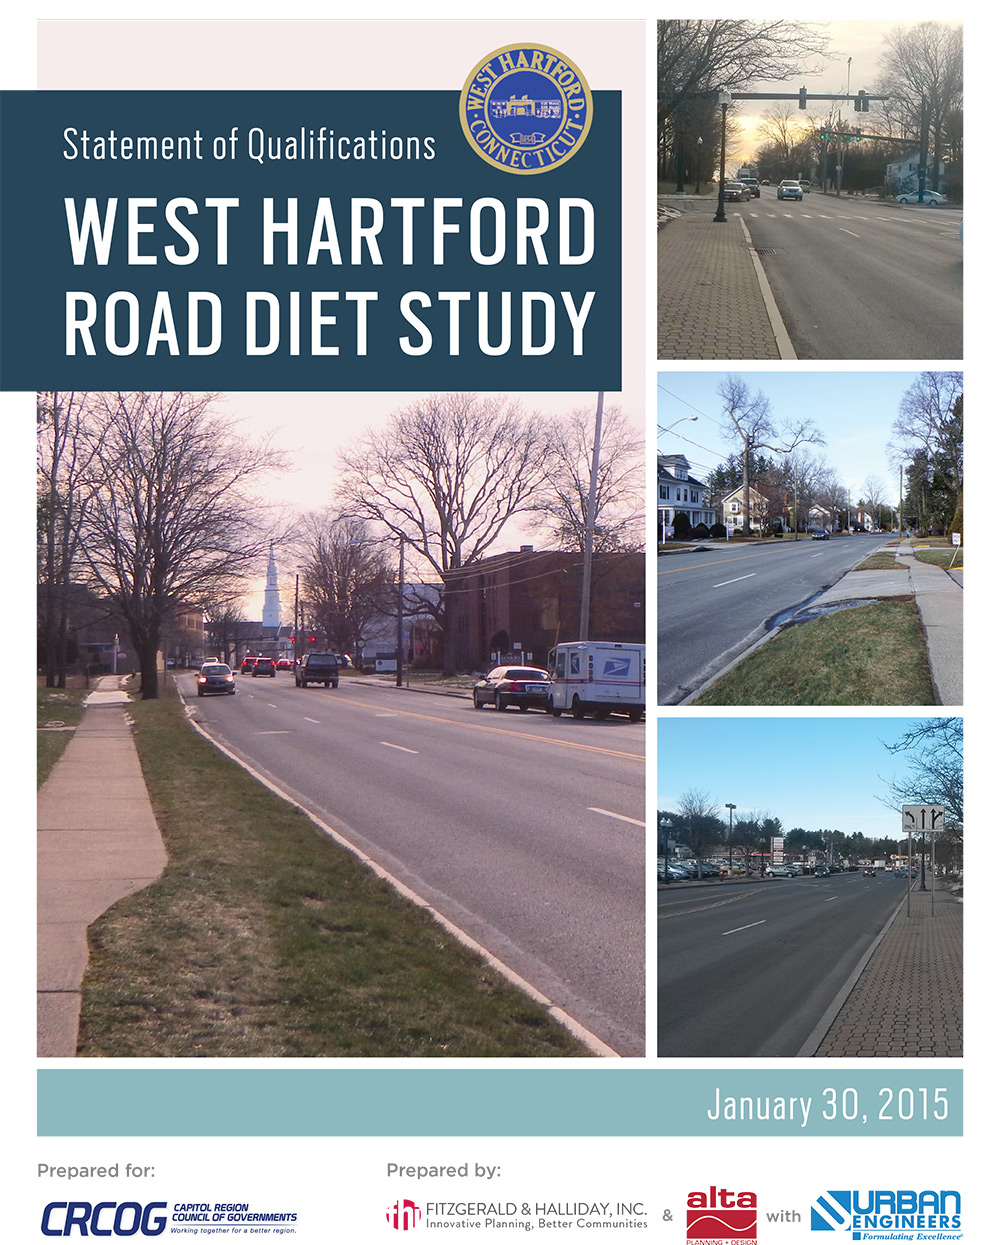 WEST HARTFORD
CONNECTICUT
Statement of Qualifications
WEST HARTFORD
ROAD DIET STUDY
January 30, 2015
Prepared for:
CRCOG
CAPITOL REGION
COUNCIL OF GOVERNMENTS
Working together for a better region.
Prepared by:
fhi
FITZGERALD & HALLIDAY, INC.
Innovative Planning, Better Communities
&
alta
PLANNING + DESIGN
with
URBAN
ENGINEERS
Formulating Excellence